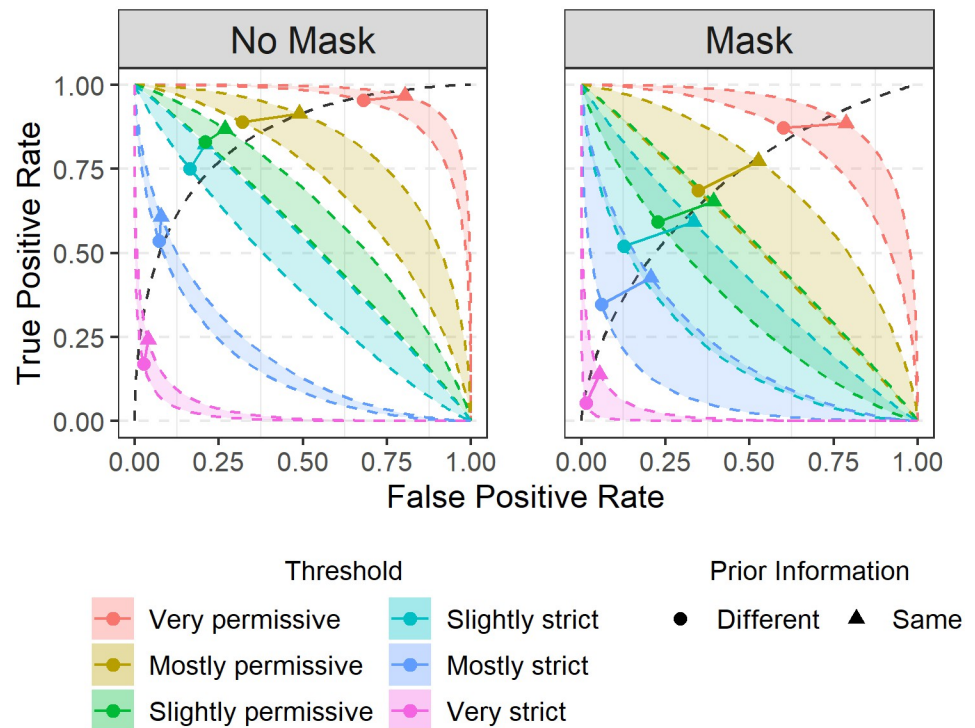 No Mask Mask
1.00
0.75
0.50
0.25
0.00
True Positive Rate
0.00 0.25 0.50 0.75 1.00 0.00 0.25 0.50 0.75 1.00
False Positive Rate
Threshold
Very permissive
Mostly permissive
Slightly permissive
Slightly strict
Mostly strict
Very strict
Prior Information
Different Same